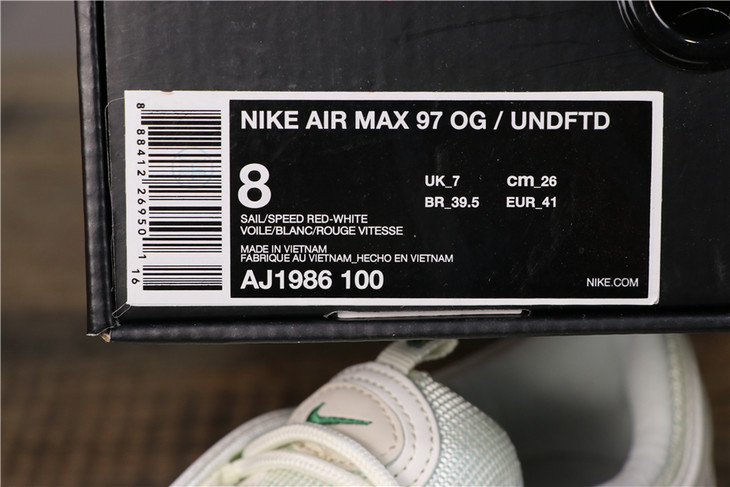 NIKE AIR MAX 97 OG / UNDFTD
8
UK_7 cm_26
BR_39.5 EUR_41
SAIL/SPEED RED-WHITE
VOILE/BLANC/ROUGE VITESSE
MADE IN VIETNAM
FABRIQUE AU VIETNAM_HECHO EN VIETNAM
AJ1986 100
NIKE.COM
8 88412 26950 1 16